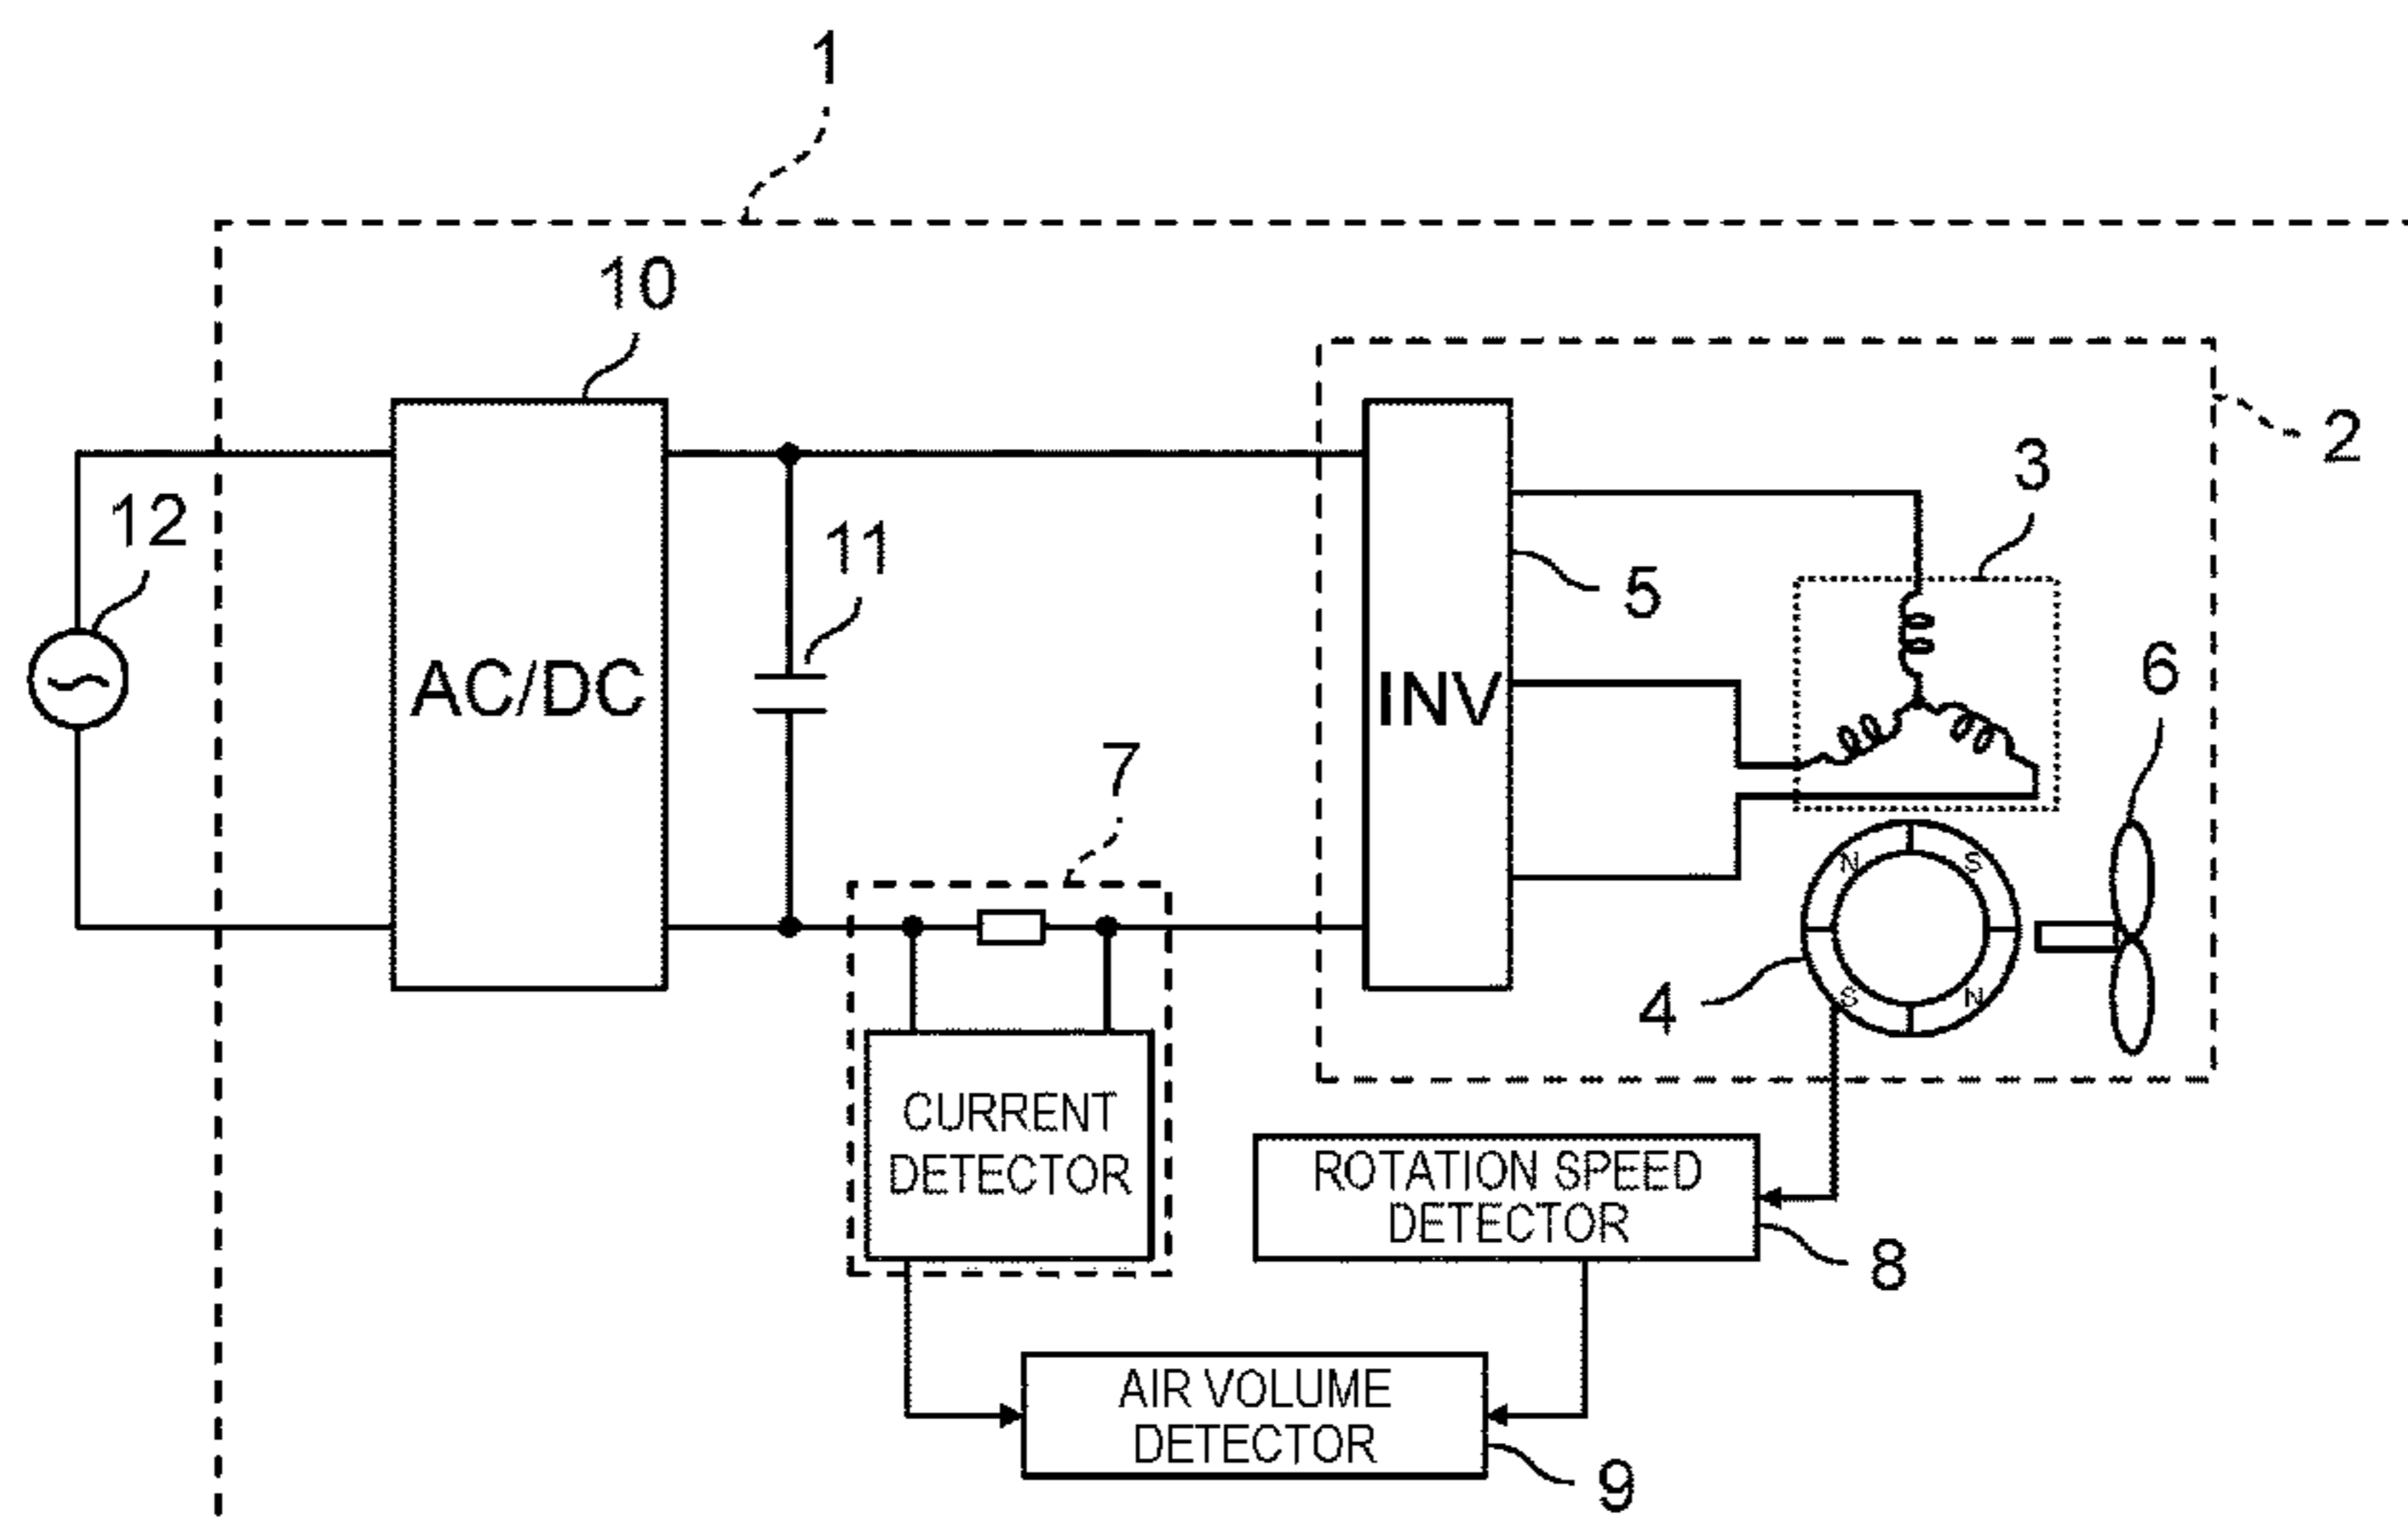 1
10
2
3
12
11
5
6
AC/DC
INV
7
N
S
S
N
4
CURRENT
DETECTOR
ROTATION SPEED
DETECTOR
8
AIR VOLUME
DETECTOR
9